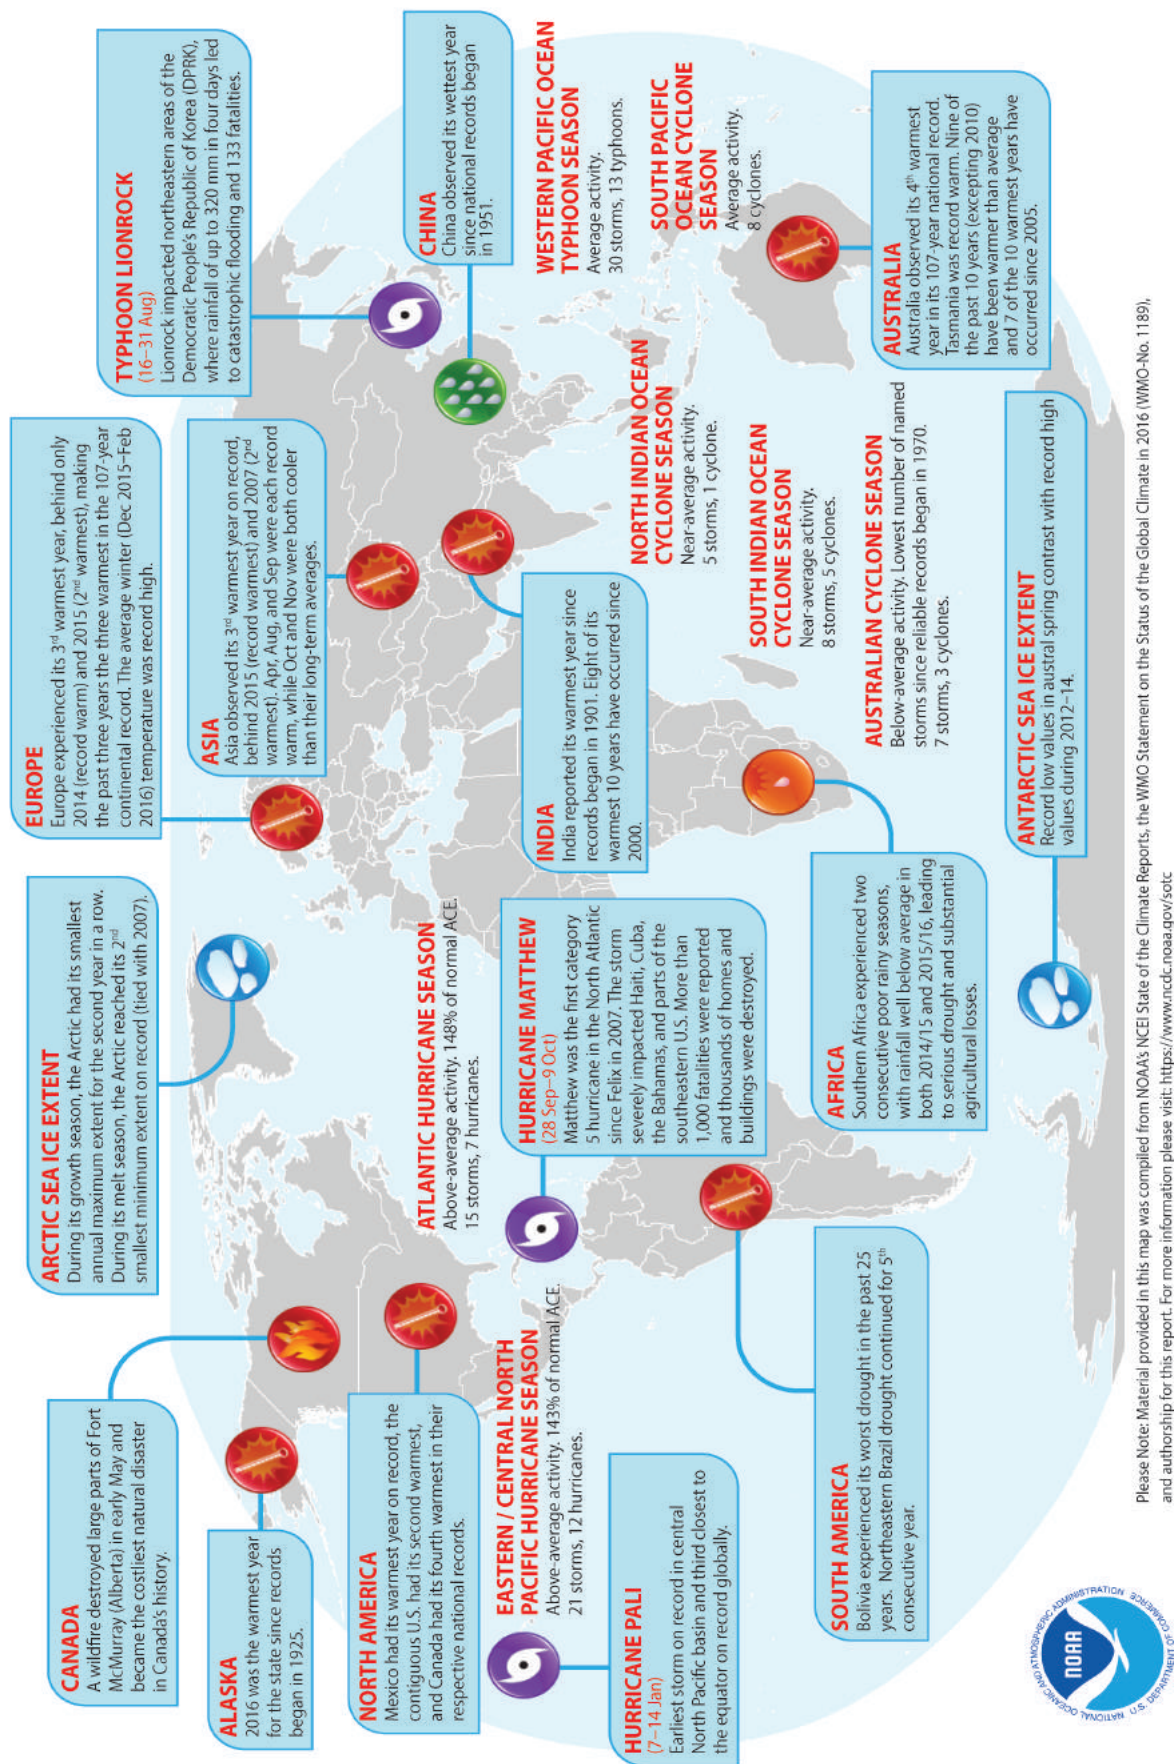 CANADA
A wildfire destroyed large parts of Fort
McMurray (Alberta) in early May and
became the costliest natural disaster
in Canada's history.
ARCTIC SEA ICE EXTENT
During its growth season, the Arctic had its smallest
annual maximum extent for the second year in a row.
During its melt season, the Arctic reached its 2nd
smallest minimum extent on record (tied with 2007).
EUROPE
Europe experienced its 3rd warmest year, behind only
2014 (record warm) and 2015 (2nd warmest), making
the past three years the three warmest in the 107-year
continental record. The average winter (Dec 2015–Feb
2016) temperature was record high.
TYPHOON LIONROCK
(16–31 Aug)
Lionrock impacted northeastern areas of the
Democratic People's Republic of Korea (DPRK),
where rainfall of up to 320 mm in four days led
to catastrophic flooding and 133 fatalities.
ALASKA
2016 was the warmest year
for the state since records
began in 1925.
ASIA
Asia observed its 3rd warmest year on record,
behind 2015 (record warmest) and 2007 (2nd
warmest). Apr, Aug, and Sep were each record
warm, while Oct and Nov were both cooler
than their long-term averages.
NORTH AMERICA
Mexico had its warmest year on record, the
contiguous U.S. had its second warmest,
and Canada had its fourth warmest in their
respective national records.
ATLANTIC HURRICANE SEASON
Above-average activity. 148% of normal ACE.
15 storms, 7 hurricanes.
CHINA
China observed its wettest year
since national records began
in 1951.
EASTERN / CENTRAL NORTH
PACIFIC HURRICANE SEASON
Above-average activity. 143% of normal ACE.
21 storms, 12 hurricanes.
HURRICANE MATTHEW
(28 Sep–9 Oct)
Matthew was the first category
5 hurricane in the North Atlantic
since Felix in 2007. The storm
severely impacted Haiti, Cuba,
the Bahamas, and parts of the
southeastern U.S. More than
1,000 fatalities were reported
and thousands of homes and
buildings were destroyed.
INDIA
India reported its warmest year since
records began in 1901. Eight of its
warmest 10 years have occurred since
2000.
WESTERN PACIFIC OCEAN
TYPHOON SEASON
Average activity.
30 storms, 13 typhoons.
NORTH INDIAN OCEAN
CYCLONE SEASON
Near-average activity.
5 storms, 1 cyclone.
SOUTH PACIFIC
OCEAN CYCLONE
SEASON
Average activity.
8 cyclones.
HURRICANE PALI
(7–14 Jan)
Earliest storm on record in central
North Pacific basin and third closest to
the equator on record globally.
SOUTH INDIAN OCEAN
CYCLONE SEASON
Near-average activity.
8 storms, 5 cyclones.
SOUTH AMERICA
Bolivia experienced its worst drought in the past 25
years. Northeastern Brazil drought continued for 5th
consecutive year.
AFRICA
Southern Africa experienced two
consecutive poor rainy seasons,
with rainfall well below average in
both 2014/15 and 2015/16, leading
to serious drought and substantial
agricultural losses.
AUSTRALIAN CYCLONE SEASON
Below-average activity. Lowest number of named
storms since reliable records began in 1970.
7 storms, 3 cyclones.
AUSTRALIA
Australia observed its 4th warmest
year in its 107-year national record.
Tasmania was record warm. Nine of
the past 10 years (excepting 2010)
have been warmer than average
and 7 of the 10 warmest years have
occurred since 2005.
ANTARCTIC SEA ICE EXTENT
Record low values in austral spring contrast with record high
values during 2012–14.
NATIONAL OCEANIC AND ATMOSPHERIC ADMINISTRATION
NOAA
U.S. DEPARTMENT OF COMMERCE
Please Note: Material provided in this map was compiled from NOAA's NCEI State of the Climate Reports, the WMO Statement on the Status of the Global Climate in 2016 (WMO-No. 1189),
and authorship for this report. For more information please visit: https://www.ncdc.noaa.gov/sotc